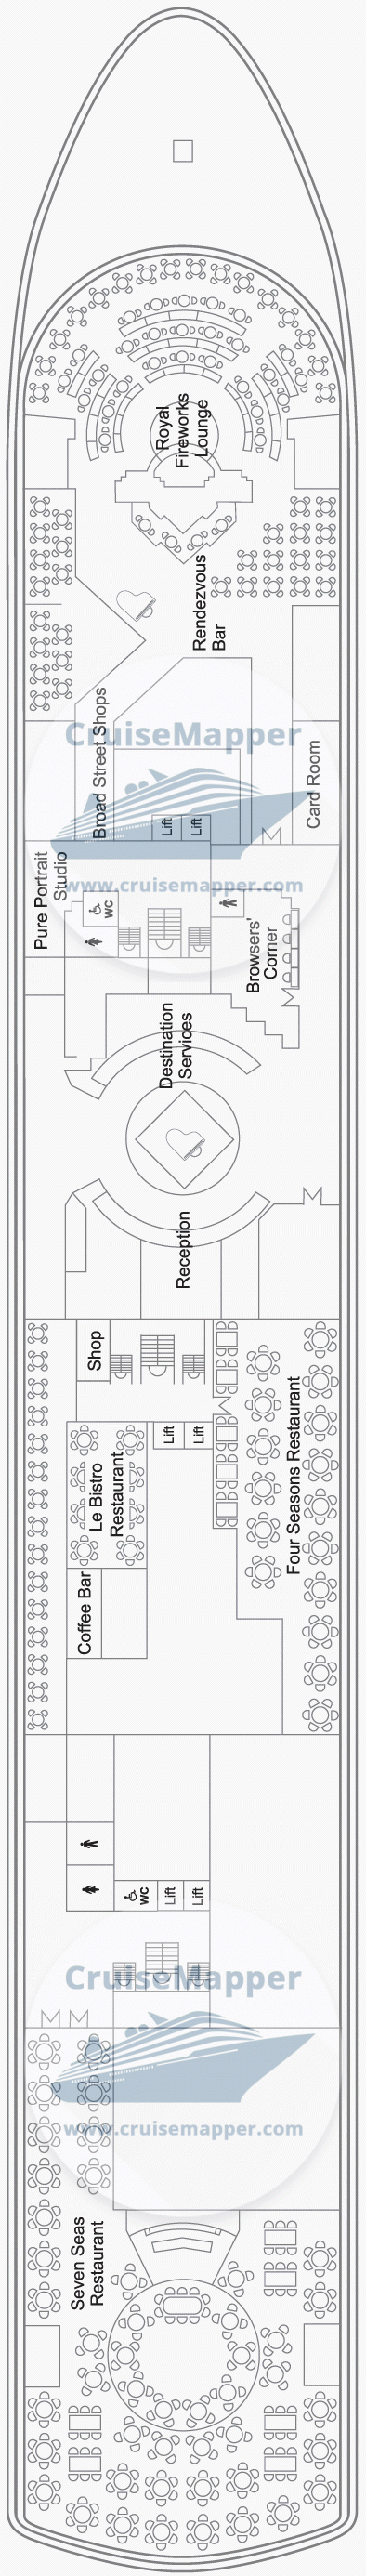 Royal
Fireworks
Lounge
Rendezvous
Bar
Broad Street Shops
CruiseMapper
Card Room
Lift
Lift
Pure Portrait
Studio
www.cruisemapper.com
WC
Browsers'
Corner
Destination
Services
Reception
Shop
Four Seasons Restaurant
Lift
Lift
Le Bistro
Restaurant
Coffee Bar
WC
Lift
Lift
CruiseMapper
www.cruisemapper.com
Seven Seas
Restaurant